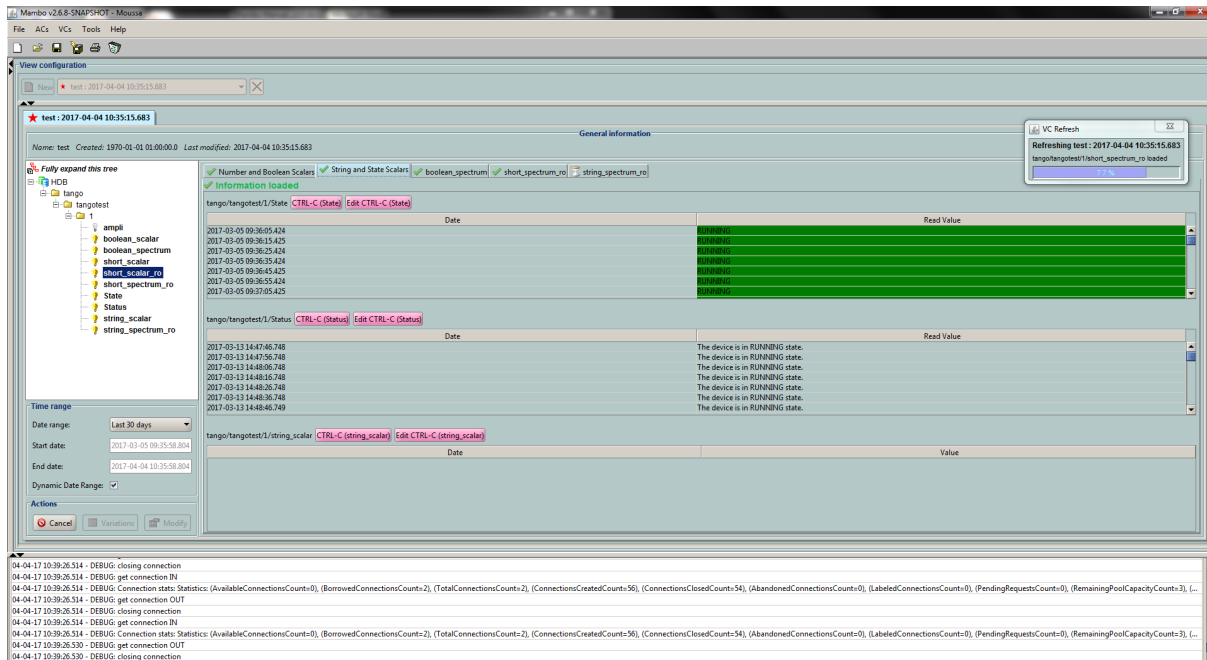 Mambo v2.6.8-SNAPSHOT - Moussa
File ACs VCs Tools Help
View configuration
New test : 2017-04-04 10:35:15.683
test : 2017-04-04 10:35:15.683
General information
Name: test Created: 1970-01-01 01:00:00.0 Last modified: 2017-04-04 10:35:15.683
VC Refresh
Refreshing test : 2017-04-04 10:35:15.683
tango/tangotest/1/short_spectrum_ro loaded
77 %
Fully expand this tree
HDB
tango
tangotest
1
ampli
boolean_scalar
boolean_spectrum
short_scalar
short_scalar_ro
short_spectrum_ro
State
Status
string_scalar
string_spectrum_ro
Number and Boolean Scalars String and State Scalars boolean_spectrum short_spectrum_ro string_spectrum_ro
Information loaded
tango/tangotest/1/State CTRL-C (State) Edit CTRL-C (State)
Date Read Value
2017-03-05 09:36:05.424 RUNNING
2017-03-05 09:36:15.425 RUNNING
2017-03-05 09:36:25.424 RUNNING
2017-03-05 09:36:35.424 RUNNING
2017-03-05 09:36:45.425 RUNNING
2017-03-05 09:36:55.424 RUNNING
2017-03-05 09:37:05.425 RUNNING
tango/tangotest/1/Status CTRL-C (Status) Edit CTRL-C (Status)
Date Read Value
2017-03-13 14:47:46.748 The device is in RUNNING state.
2017-03-13 14:47:56.748 The device is in RUNNING state.
2017-03-13 14:48:06.748 The device is in RUNNING state.
2017-03-13 14:48:16.748 The device is in RUNNING state.
2017-03-13 14:48:26.748 The device is in RUNNING state.
2017-03-13 14:48:36.748 The device is in RUNNING state.
2017-03-13 14:48:46.749 The device is in RUNNING state.
tango/tangotest/1/string_scalar CTRL-C (string_scalar) Edit CTRL-C (string_scalar)
Date Value
Time range
Date range: Last 30 days
Start date: 2017-03-05 09:35:58.804
End date: 2017-04-04 10:35:58.804
Dynamic Date Range:
Actions
Cancel Variations Modify
04-04-17 10:39:26.514 - DEBUG: closing connection
04-04-17 10:39:26.514 - DEBUG: get connection IN
04-04-17 10:39:26.514 - DEBUG: Connection stats: Statistics: (AvailableConnectionsCount=0), (BorrowedConnectionsCount=2), (TotalConnectionsCount=2), (ConnectionsCreatedCount=56), (ConnectionsClosedCount=54), (AbandonedConnectionsCount=0), (LabeledConnectionsCount=0), (PendingRequestsCount=0), (RemainingPoolCapacityCount=3), (...
04-04-17 10:39:26.514 - DEBUG: get connection OUT
04-04-17 10:39:26.514 - DEBUG: closing connection
04-04-17 10:39:26.514 - DEBUG: get connection IN
04-04-17 10:39:26.514 - DEBUG: Connection stats: Statistics: (AvailableConnectionsCount=0), (BorrowedConnectionsCount=2), (TotalConnectionsCount=2), (ConnectionsCreatedCount=56), (ConnectionsClosedCount=54), (AbandonedConnectionsCount=0), (LabeledConnectionsCount=0), (PendingRequestsCount=0), (RemainingPoolCapacityCount=3), (...
04-04-17 10:39:26.530 - DEBUG: get connection OUT
04-04-17 10:39:26.530 - DEBUG: closing connection